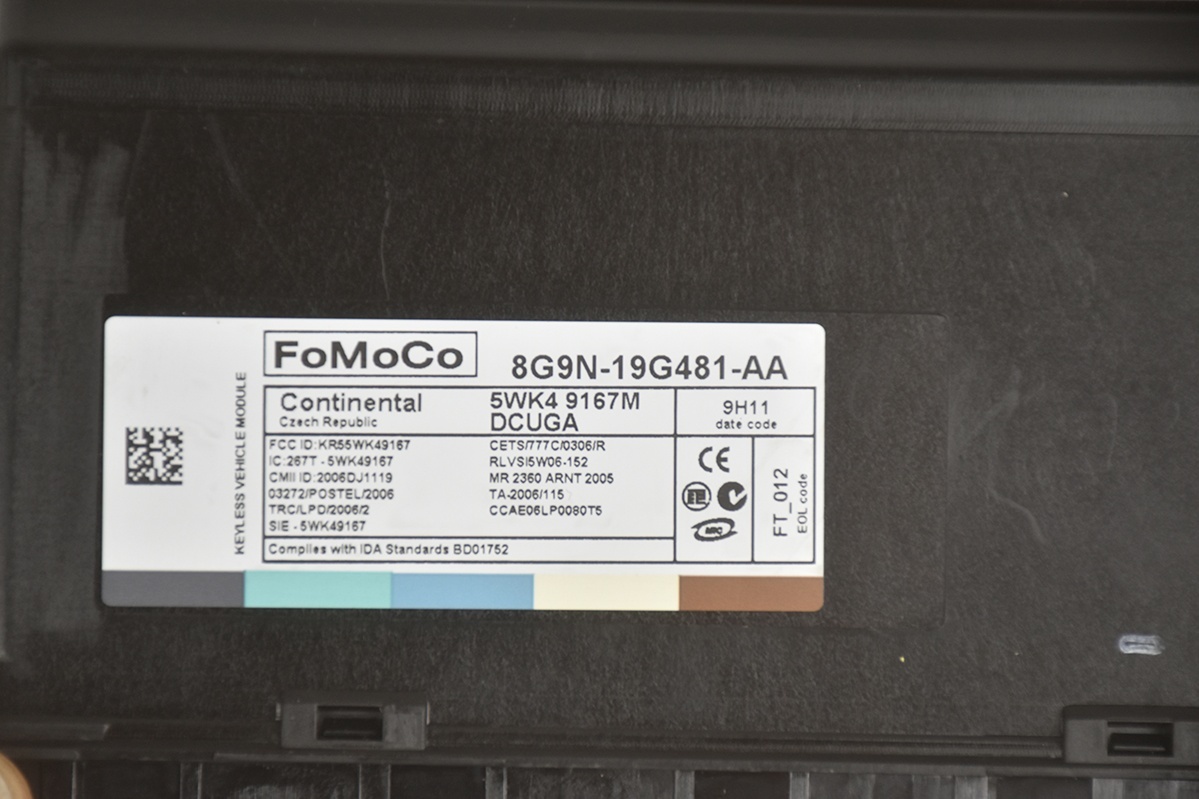 FoMoCo
8G9N-19G481-AA
KEYLESS VEHICLE MODULE
Continental
Czech Republic
5WK4 9167M
DCUGA
9H11
date code
FCC ID:KR55WK49167
IC:267T - 5WK49167
CMII ID:2006DJ1119
03272/POSTEL/2006
TRC/LPD/2006/2
SIE - 5WK49167
CETS/777C/0306/R
RLVSI5W06-152
MR 2360 ARNT 2005
TA-2006/115
CCAE06LP0080T5
CE
FT_012
EOL code
Complies with IDA Standards BD01752